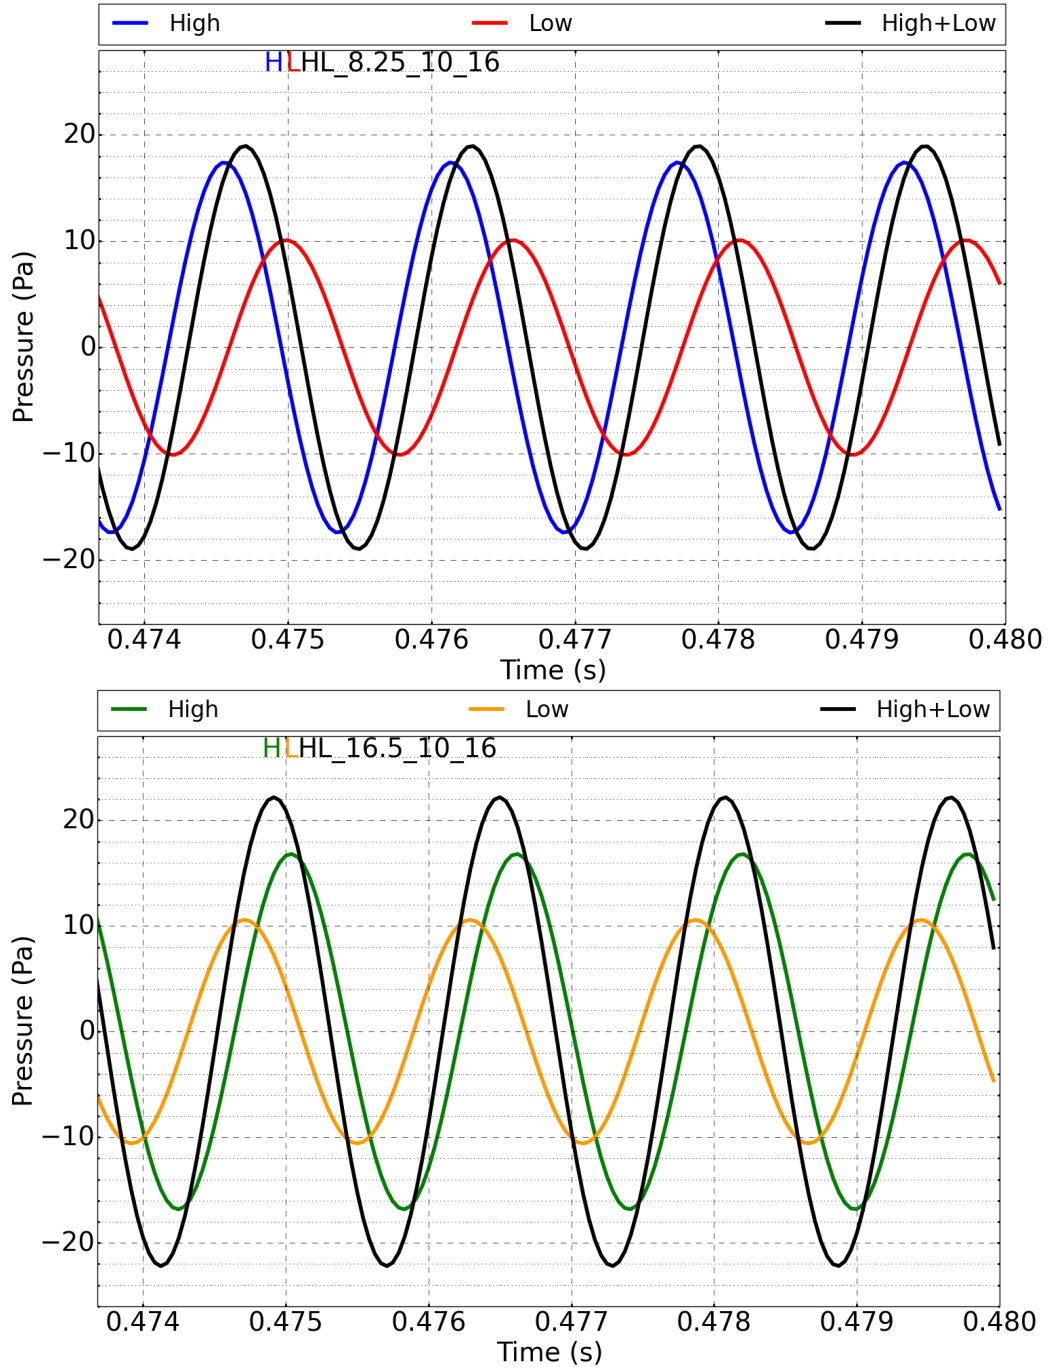 High Low High+Low
HLHL_8.25_10_16
20
10
0
−10
−20
Pressure (Pa)
0.474 0.475 0.476 0.477 0.478 0.479 0.480
Time (s)
High Low High+Low
HLHL_16.5_10_16
20
10
0
−10
−20
Pressure (Pa)
0.474 0.475 0.476 0.477 0.478 0.479 0.480
Time (s)